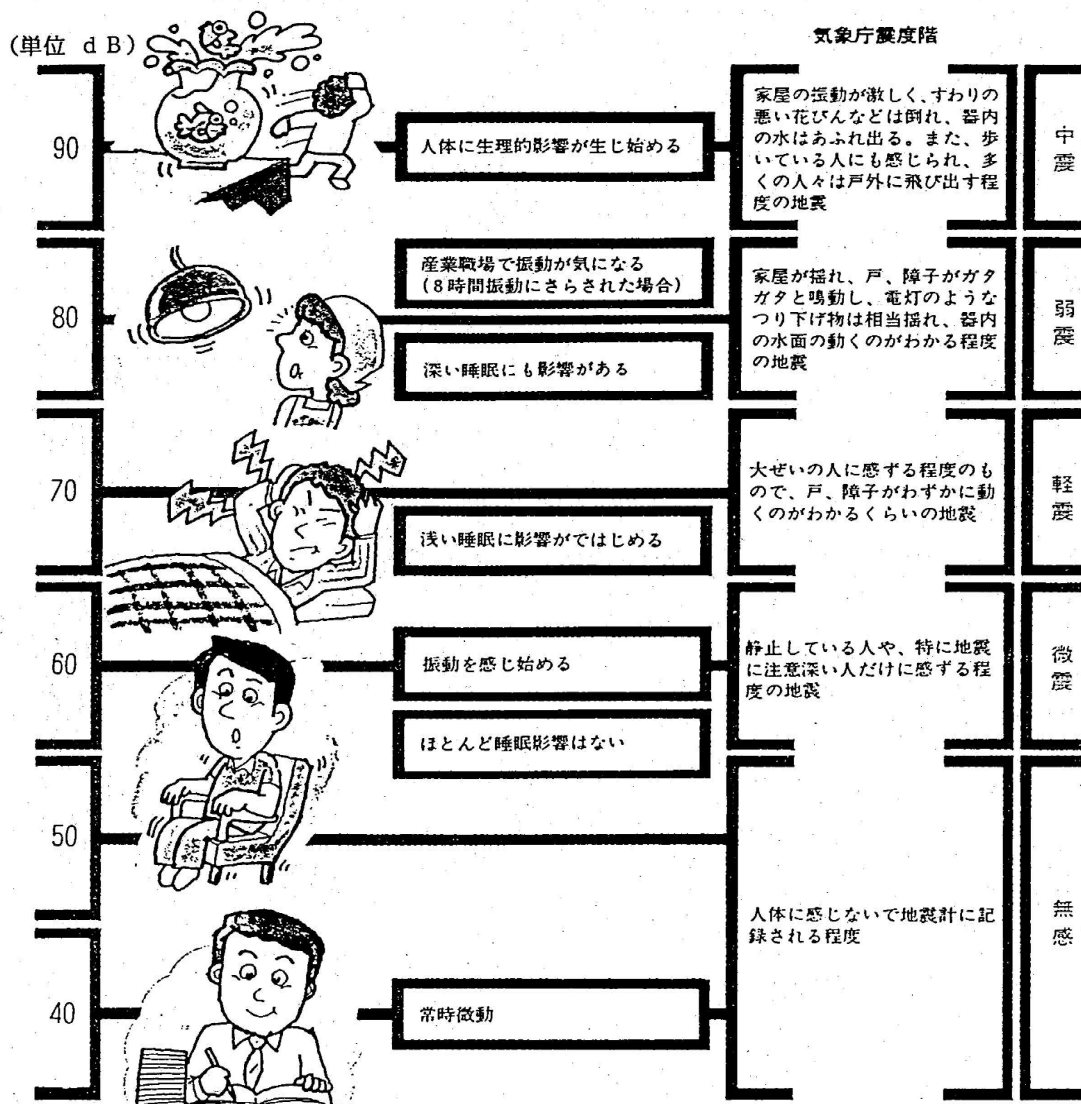 (単位 dB)
気象庁震度階
90
人体に生理的影響が生じ始める
家屋の振動が激しく、すわりの
悪い花びんなどは倒れ、器内
の水はあふれ出る。また、歩
いている人にも感じられ、多
くの人々は戸外に飛び出す程
度の地震
中震
80
産業職場で振動が気になる
(8時間振動にさらされた場合)
深い睡眠にも影響がある
家屋が揺れ、戸、障子がガタ
ガタと鳴動し、電灯のような
つり下げ物は相当揺れ、器内
の水面の動くのがわかる程度
の地震
弱震
70
浅い睡眠に影響がではじめる
大ぜいの人に感ずる程度のも
ので、戸、障子がわずかに動
くのがわかるくらいの地震
軽震
60
振動を感じ始める
ほとんど睡眠影響はない
静止している人や、特に地震
に注意深い人だけに感ずる程
度の地震
微震
50
40
常時微動
人体に感じないで地震計に記
録される程度
無感